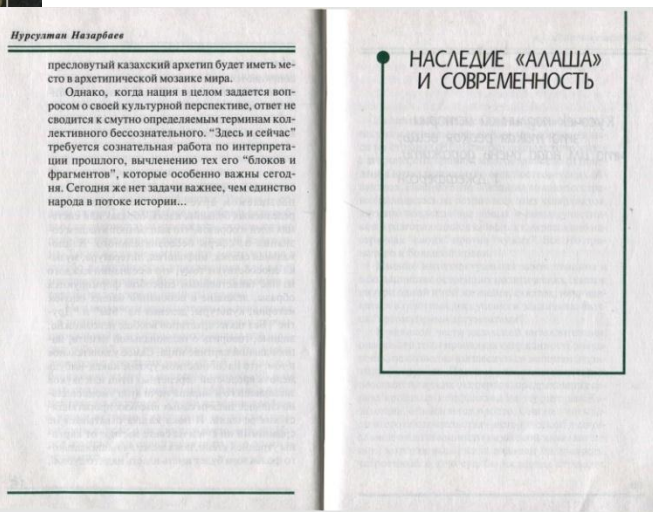 Нурсултан Назарбаев
пресловутый казахский архетип будет иметь ме-
сто в архетипической мозаике мира.
Однако, когда нация в целом задается воп-
росом о своей культурной перспективе, ответ не
сводится к смутно определяемым терминам кол-
лективного бессознательного. “Здесь и сейчас”
требуется сознательная работа по интерпрета-
ции прошлого, вычленению тех его “блоков и
фрагментов”, которые особенно важны сегод-
ня. Сегодня же нет задачи важнее, чем единство
народа в потоке истории...
НАСЛЕДИЕ «АЛАША»
И СОВРЕМЕННОСТЬ